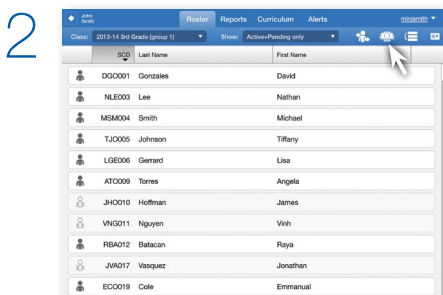 2
John
Smith
Roster Reports Curriculum Alerts minasmith
Class: 2013-14 3rd Grade (group 1) Show: Active+Pending only
SCD Last Name First Name
DGO001 Gonzales David
NLE003 Lee Nathan
MSM004 Smith Michael
TJO005 Johnson Tiffany
LGE006 Gerrard Lisa
ATO009 Torres Angela
JHO010 Hoffman James
VNG011 Nguyen Vinh
RBA012 Batacan Raya
JVA017 Vasquez Jonathan
ECO019 Cole Emmanual